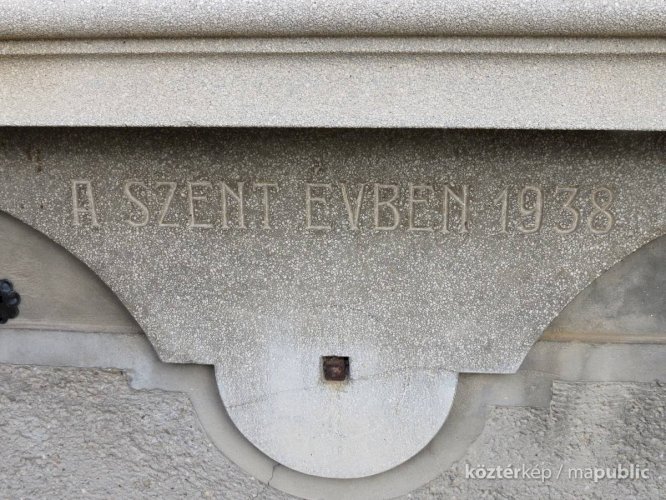 A SZENT ÉVBEN 1938
köztérkép / mapublic